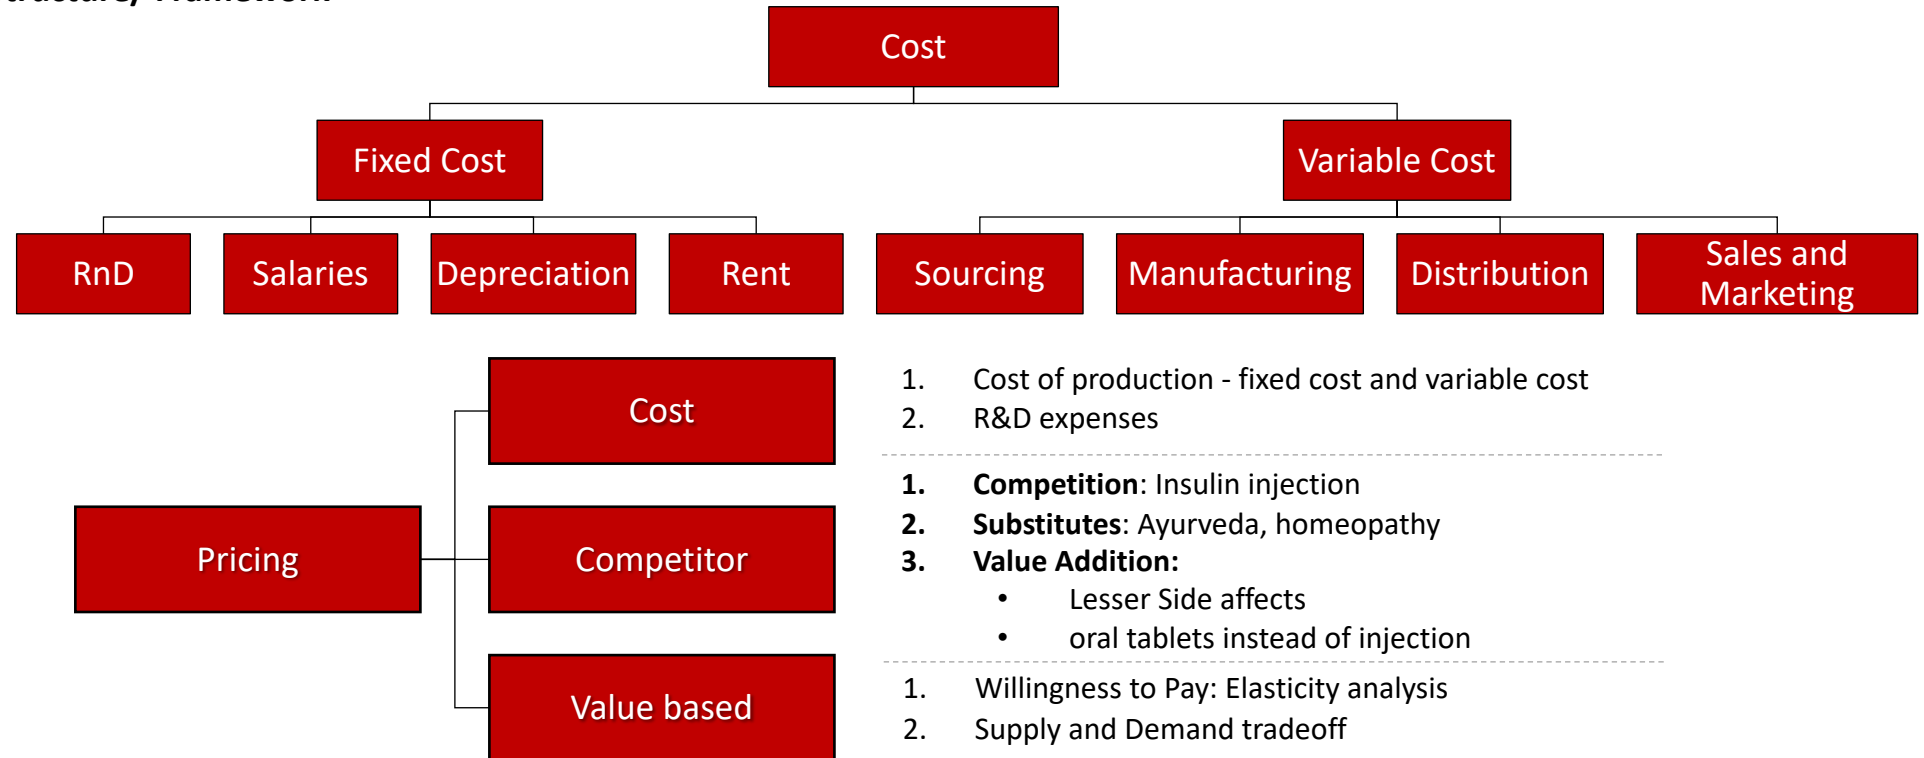 Cost
Fixed Cost
Variable Cost
RnD
Salaries
Depreciation
Rent
Sourcing
Manufacturing
Distribution
Sales and
Marketing
Pricing
Cost
1. Cost of production - fixed cost and variable cost
2. R&D expenses
Competitor
1. Competition: Insulin injection
2. Substitutes: Ayurveda, homeopathy
3. Value Addition:
• Lesser Side affects
• oral tablets instead of injection
Value based
1. Willingness to Pay: Elasticity analysis
2. Supply and Demand tradeoff